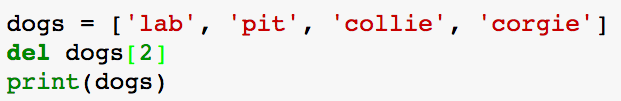 dogs = ['lab', 'pit', 'collie', 'corgie']
del dogs[2]
print(dogs)